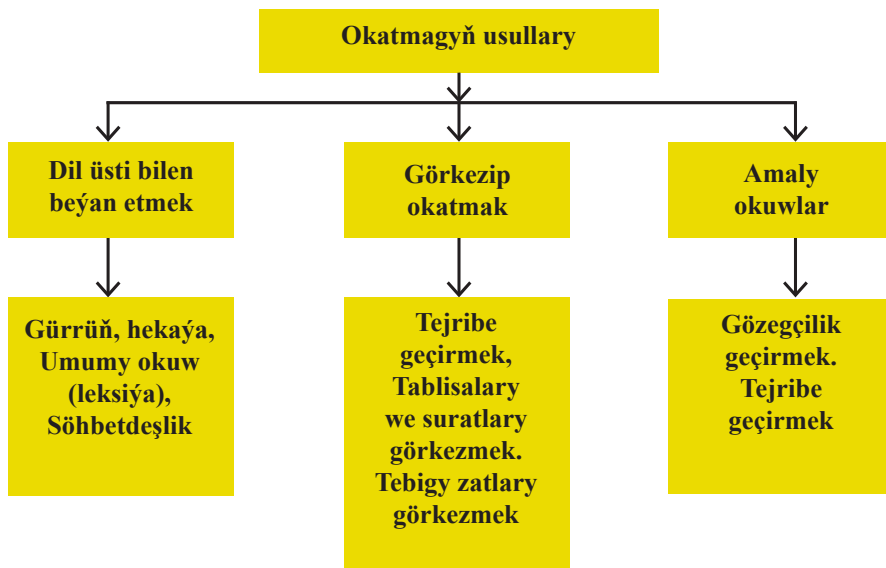 Okatmagyň usullary
Dil üsti bilen
beýan etmek
Görkezip
okatmak
Amaly
okuwlar
Gürrüň, hekaýa,
Umumy okuw
(leksiýa),
Söhbetdeşlik
Tejribe
geçirmek,
Tablisalary
we suratlary
görkezmek.
Tebigy zatlary
görkezmek
Gözegçilik
geçirmek.
Tejribe
geçirmek